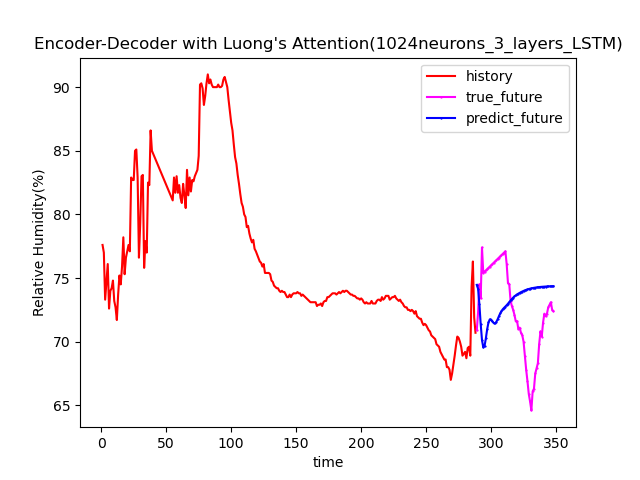 Encoder-Decoder with Luong's Attention(1024neurons_3_layers_LSTM)
history
true_future
predict_future
Relative Humidity(%)
90
85
80
75
70
65
0 50 100 150 200 250 300 350
time